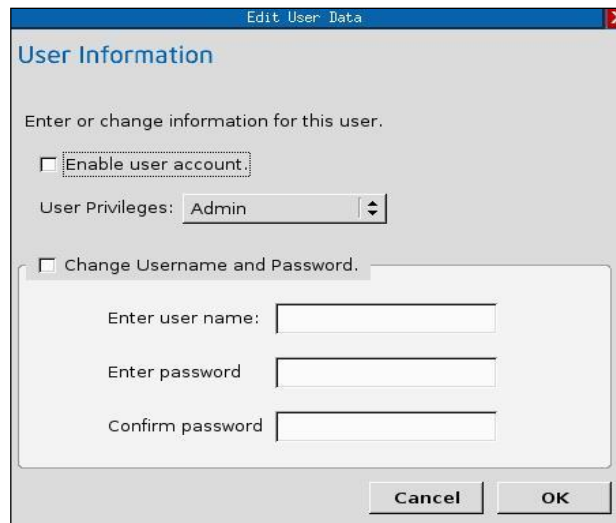 Edit User Data
User Information
Enter or change information for this user.
Enable user account.
User Privileges: Admin
Change Username and Password.
Enter user name:
Enter password
Confirm password
Cancel OK